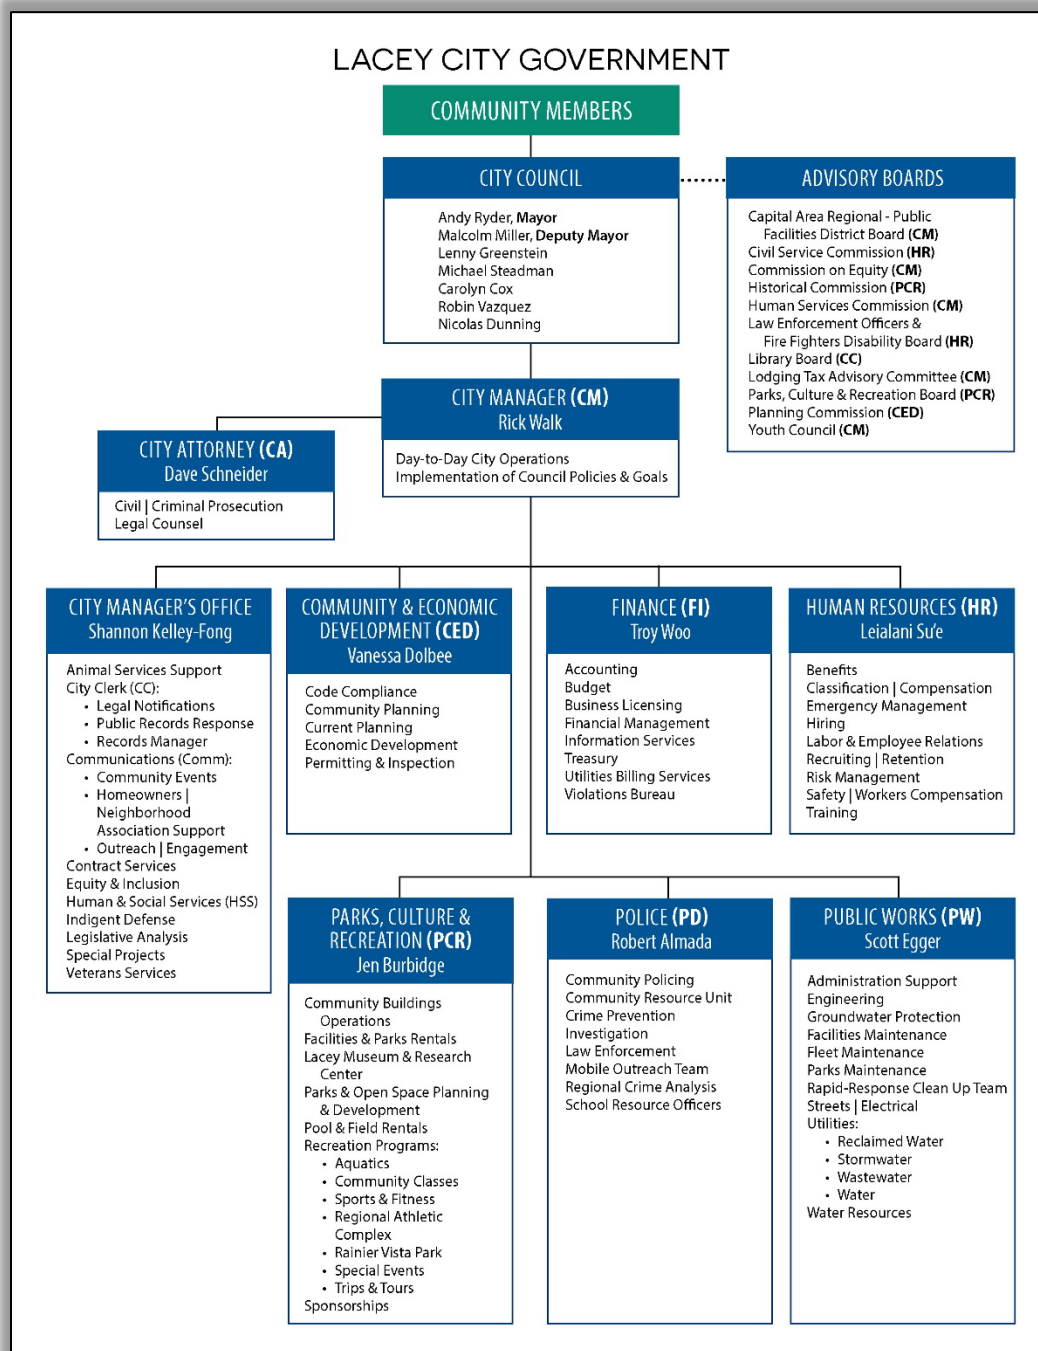 LACEY CITY GOVERNMENT
COMMUNITY MEMBERS
CITY COUNCIL
Andy Ryder, Mayor
Malcolm Miller, Deputy Mayor
Lenny Greenstein
Michael Steadman
Carolyn Cox
Robin Vazquez
Nicolas Dunning
ADVISORY BOARDS
Capital Area Regional - Public
Facilities District Board (CM)
Civil Service Commission (HR)
Commission on Equity (CM)
Historical Commission (PCR)
Human Services Commission (CM)
Law Enforcement Officers &
Fire Fighters Disability Board (HR)
Library Board (CC)
Lodging Tax Advisory Committee (CM)
Parks, Culture & Recreation Board (PCR)
Planning Commission (CED)
Youth Council (CM)
CITY MANAGER (CM)
Rick Walk
Day-to-Day City Operations
Implementation of Council Policies & Goals
CITY ATTORNEY (CA)
Dave Schneider
Civil | Criminal Prosecution
Legal Counsel
CITY MANAGER'S OFFICE
Shannon Kelley-Fong
Animal Services Support
City Clerk (CC):
• Legal Notifications
• Public Records Response
• Records Manager
Communications (Comm):
• Community Events
• Homeowners |
Neighborhood
Association Support
• Outreach | Engagement
Contract Services
Equity & Inclusion
Human & Social Services (HSS)
Indigent Defense
Legislative Analysis
Special Projects
Veterans Services
COMMUNITY & ECONOMIC
DEVELOPMENT (CED)
Vanessa Dolbee
Code Compliance
Community Planning
Current Planning
Economic Development
Permitting & Inspection
FINANCE (FI)
Troy Woo
Accounting
Budget
Business Licensing
Financial Management
Information Services
Treasury
Utilities Billing Services
Violations Bureau
HUMAN RESOURCES (HR)
Leialani Su'e
Benefits
Classification | Compensation
Emergency Management
Hiring
Labor & Employee Relations
Recruiting | Retention
Risk Management
Safety | Workers Compensation
Training
PARKS, CULTURE &
RECREATION (PCR)
Jen Burbidge
Community Buildings
Operations
Facilities & Parks Rentals
Lacey Museum & Research
Center
Parks & Open Space Planning
& Development
Pool & Field Rentals
Recreation Programs:
• Aquatics
• Community Classes
• Sports & Fitness
• Regional Athletic
Complex
• Rainier Vista Park
• Special Events
• Trips & Tours
Sponsorships
POLICE (PD)
Robert Almada
Community Policing
Community Resource Unit
Crime Prevention
Investigation
Law Enforcement
Mobile Outreach Team
Regional Crime Analysis
School Resource Officers
PUBLIC WORKS (PW)
Scott Egger
Administration Support
Engineering
Groundwater Protection
Facilities Maintenance
Fleet Maintenance
Parks Maintenance
Rapid-Response Clean Up Team
Streets | Electrical
Utilities:
• Reclaimed Water
• Stormwater
• Wastewater
• Water
Water Resources